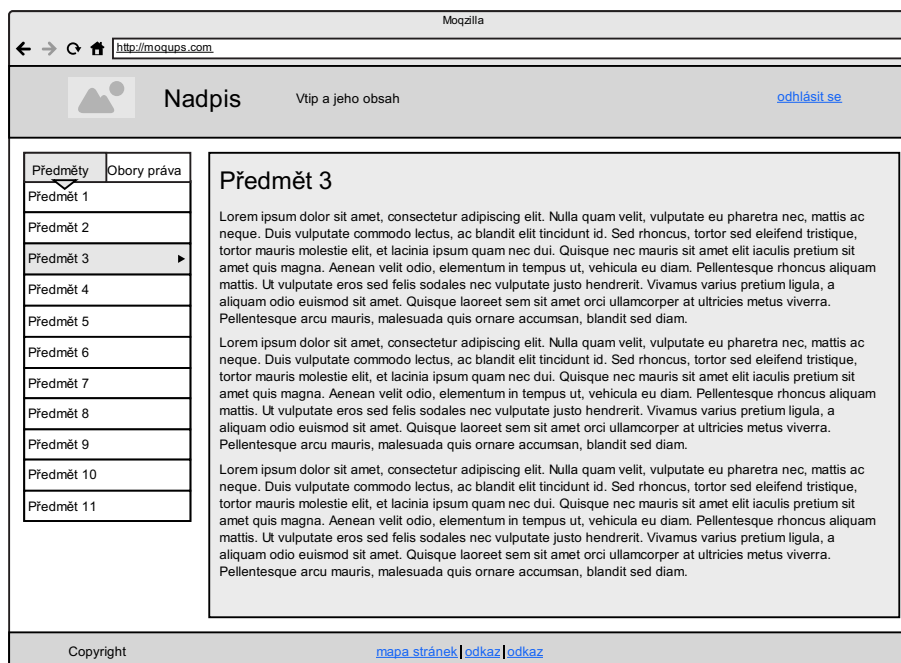 Moqzilla
http://moqups.com
Nadpis
Vtip a jeho obsah
odhlásit se
Předměty
Obory práva
Předmět 1
Předmět 2
Předmět 3
Předmět 4
Předmět 5
Předmět 6
Předmět 7
Předmět 8
Předmět 9
Předmět 10
Předmět 11
Předmět 3
Lorem ipsum dolor sit amet, consectetur adipiscing elit. Nulla quam velit, vulputate eu pharetra nec, mattis ac
neque. Duis vulputate commodo lectus, ac blandit elit tincidunt id. Sed rhoncus, tortor sed eleifend tristique,
tortor mauris molestie elit, et lacinia ipsum quam nec dui. Quisque nec mauris sit amet elit iaculis pretium sit
amet quis magna. Aenean velit odio, elementum in tempus ut, vehicula eu diam. Pellentesque rhoncus aliquam
mattis. Ut vulputate eros sed felis sodales nec vulputate justo hendrerit. Vivamus varius pretium ligula, a
aliquam odio euismod sit amet. Quisque laoreet sem sit amet orci ullamcorper at ultricies metus viverra.
Pellentesque arcu mauris, malesuada quis ornare accumsan, blandit sed diam.
Lorem ipsum dolor sit amet, consectetur adipiscing elit. Nulla quam velit, vulputate eu pharetra nec, mattis ac
neque. Duis vulputate commodo lectus, ac blandit elit tincidunt id. Sed rhoncus, tortor sed eleifend tristique,
tortor mauris molestie elit, et lacinia ipsum quam nec dui. Quisque nec mauris sit amet elit iaculis pretium sit
amet quis magna. Aenean velit odio, elementum in tempus ut, vehicula eu diam. Pellentesque rhoncus aliquam
mattis. Ut vulputate eros sed felis sodales nec vulputate justo hendrerit. Vivamus varius pretium ligula, a
aliquam odio euismod sit amet. Quisque laoreet sem sit amet orci ullamcorper at ultricies metus viverra.
Pellentesque arcu mauris, malesuada quis ornare accumsan, blandit sed diam.
Lorem ipsum dolor sit amet, consectetur adipiscing elit. Nulla quam velit, vulputate eu pharetra nec, mattis ac
neque. Duis vulputate commodo lectus, ac blandit elit tincidunt id. Sed rhoncus, tortor sed eleifend tristique,
tortor mauris molestie elit, et lacinia ipsum quam nec dui. Quisque nec mauris sit amet elit iaculis pretium sit
amet quis magna. Aenean velit odio, elementum in tempus ut, vehicula eu diam. Pellentesque rhoncus aliquam
mattis. Ut vulputate eros sed felis sodales nec vulputate justo hendrerit. Vivamus varius pretium ligula, a
aliquam odio euismod sit amet. Quisque laoreet sem sit amet orci ullamcorper at ultricies metus viverra.
Pellentesque arcu mauris, malesuada quis ornare accumsan, blandit sed diam.
Copyright
mapa stránek odkaz odkaz